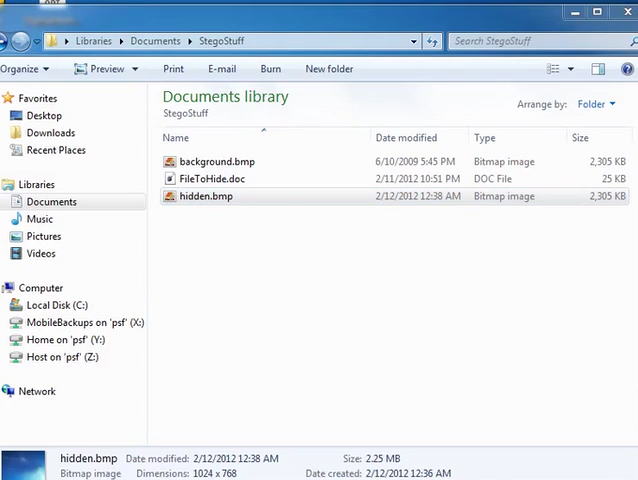 Libraries Documents StegoStuff Search StegoStuff
Organize Preview Print E-mail Burn New folder
Favorites
Desktop
Downloads
Recent Places
Libraries
Documents
Music
Pictures
Videos
Computer
Local Disk (C:)
MobileBackups on 'psf' (X:)
Home on 'psf' (Y:)
Host on 'psf' (Z:)
Network
Documents library
StegoStuff
Arrange by: Folder
Name Date modified Type Size
background.bmp 6/10/2009 5:45 PM Bitmap image 2,305 KB
FileToHide.doc 2/11/2012 10:51 PM DOC File 25 KB
hidden.bmp 2/12/2012 12:38 AM Bitmap image 2,305 KB
hidden.bmp Date modified: 2/12/2012 12:38 AM Size: 2.25 MB
Bitmap image Dimensions: 1024 x 768 Date created: 2/12/2012 12:36 AM